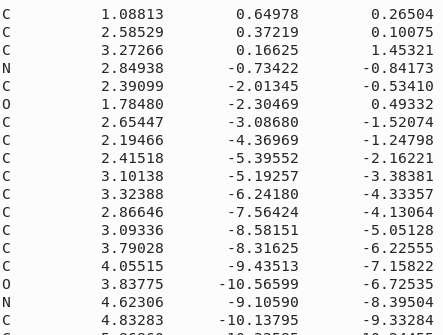 C 1.08813 0.64978 0.26504
C 2.58529 0.37219 0.10075
C 3.27266 0.16625 1.45321
N 2.84938 -0.73422 -0.84173
C 2.39099 -2.01345 -0.53410
O 1.78480 -2.30469 0.49332
C 2.65447 -3.08680 -1.52074
C 2.19466 -4.36969 -1.24798
C 2.41518 -5.39552 -2.16221
C 3.10138 -5.19257 -3.38381
C 3.32388 -6.24180 -4.33357
C 2.86646 -7.56424 -4.13064
C 3.09336 -8.58151 -5.05128
C 3.79028 -8.31625 -6.22555
C 4.05515 -9.43513 -7.15822
O 3.83775 -10.56599 -6.72535
N 4.62306 -9.10590 -8.39504
C 4.83283 -10.13795 -9.33284